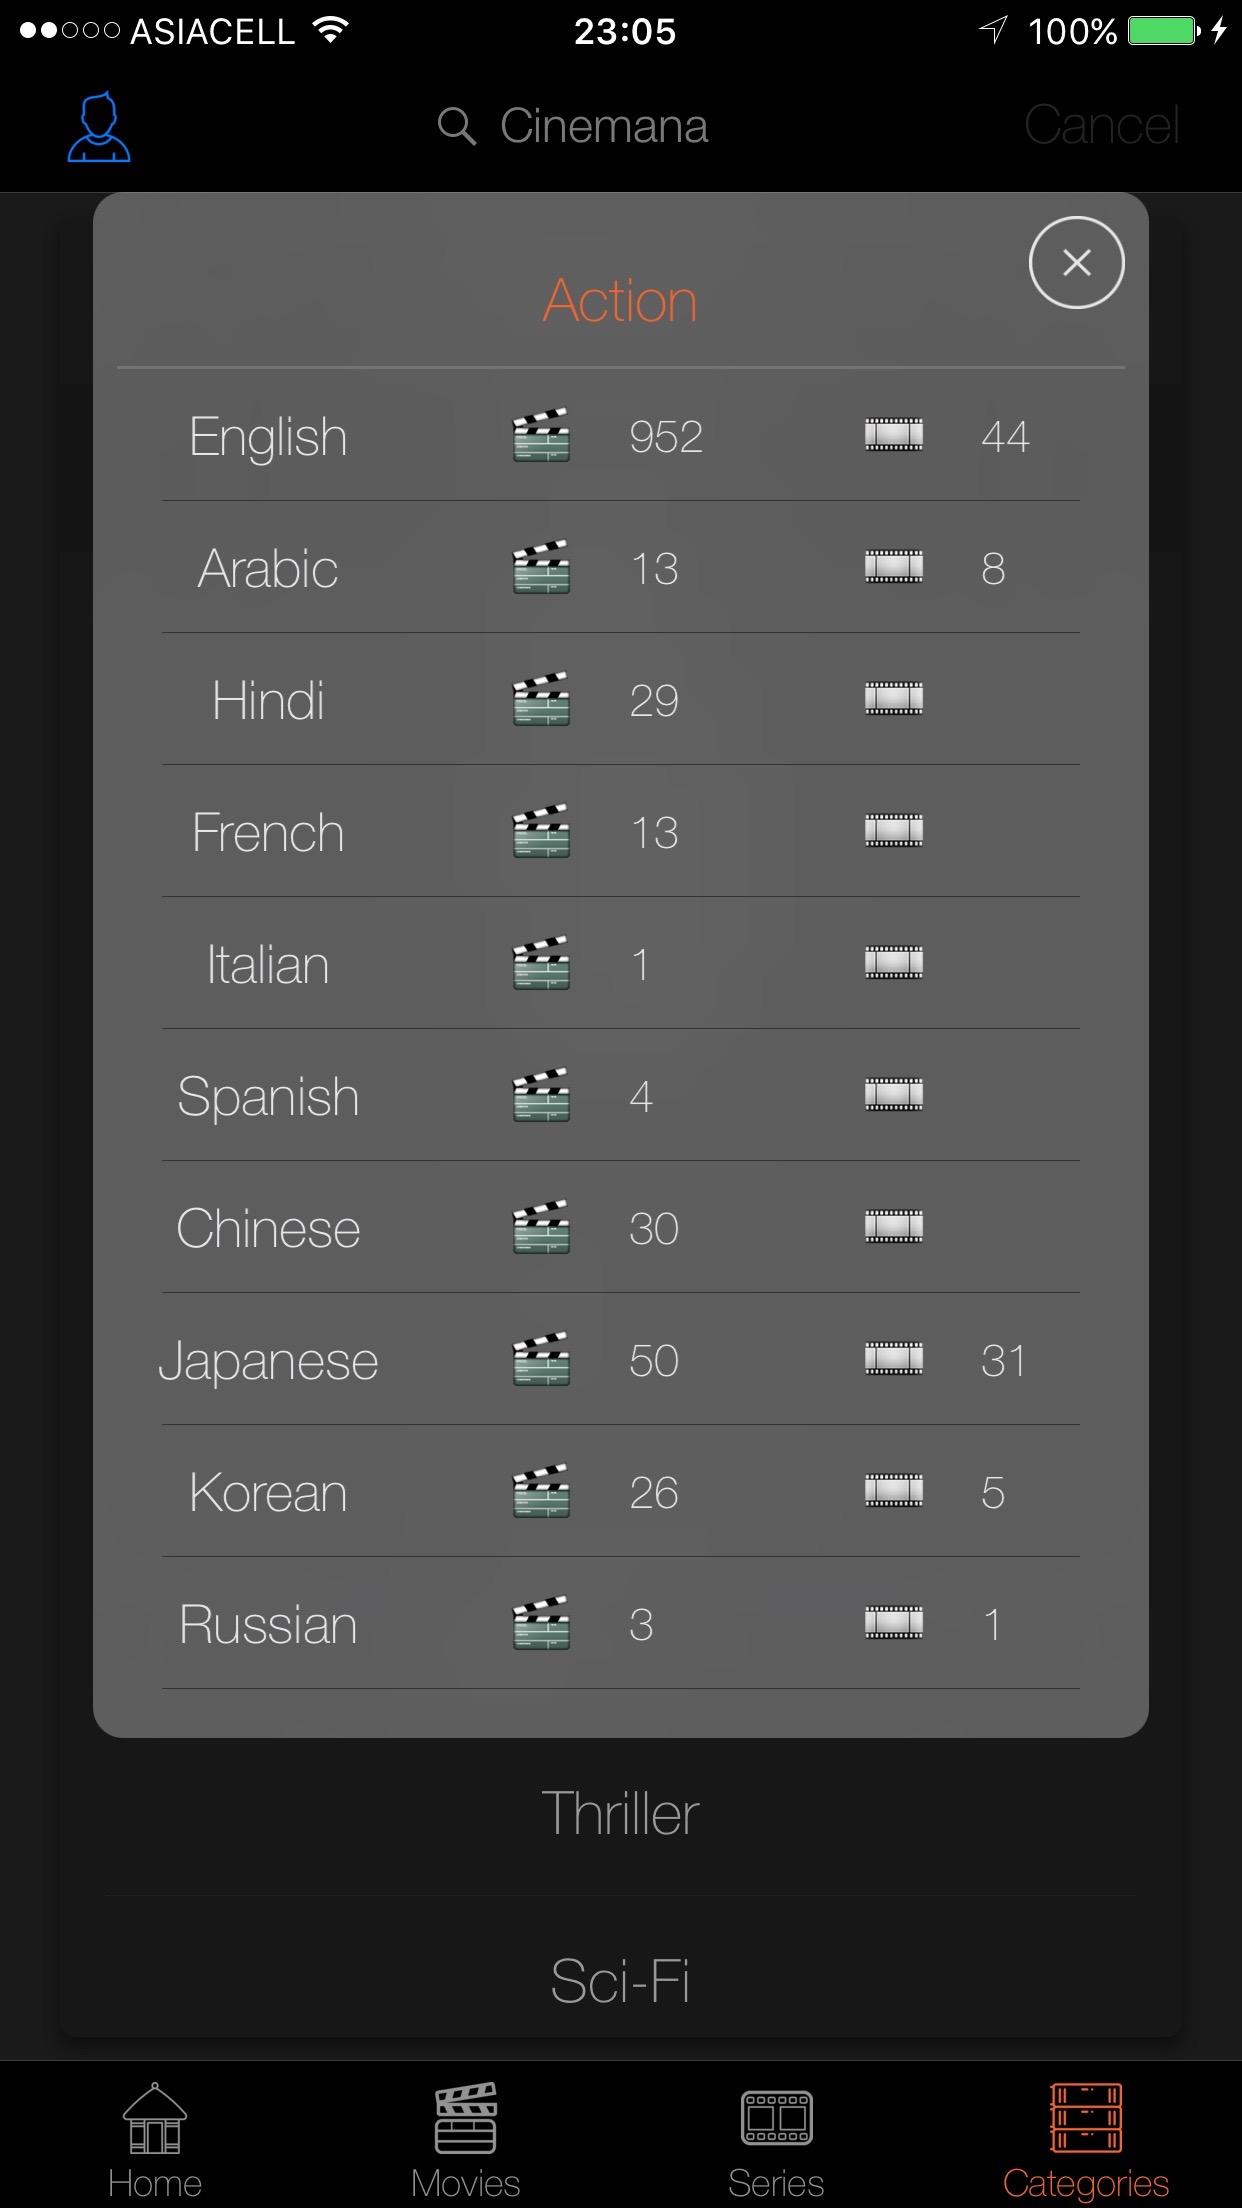 ASIACELL 23:05 100%
Cinemana Cancel
Action
English 952 44
Arabic 13 8
Hindi 29
French 13
Italian 1
Spanish 4
Chinese 30
Japanese 50 31
Korean 26 5
Russian 3 1
Thriller
Sci-Fi
Home Movies Series Categories